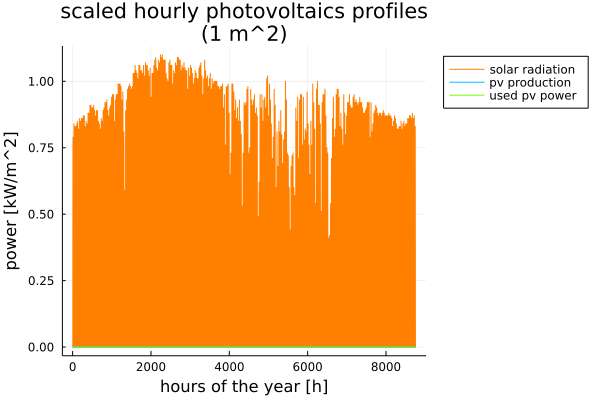 scaled hourly photovoltaics profiles
(1 m^2)
solar radiation
pv production
used pv power
power [kW/m^2]
1.00
0.75
0.50
0.25
0.00
0
2000
4000
6000
8000
hours of the year [h]